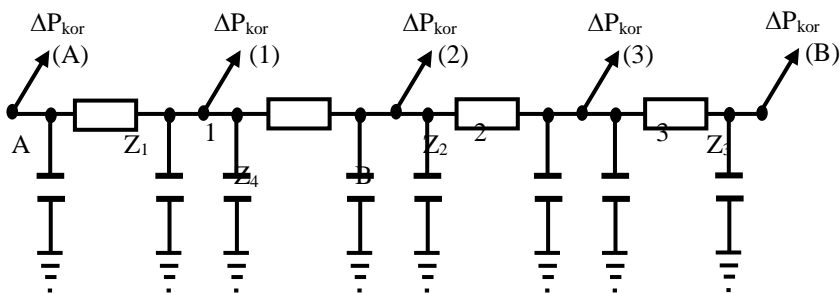 ΔP_kor
(A)
ΔP_kor
(1)
ΔP_kor
(2)
ΔP_kor
(3)
ΔP_kor
(B)
A
Z₁
1
Z₄
B
Z₂
2
3
Z₃